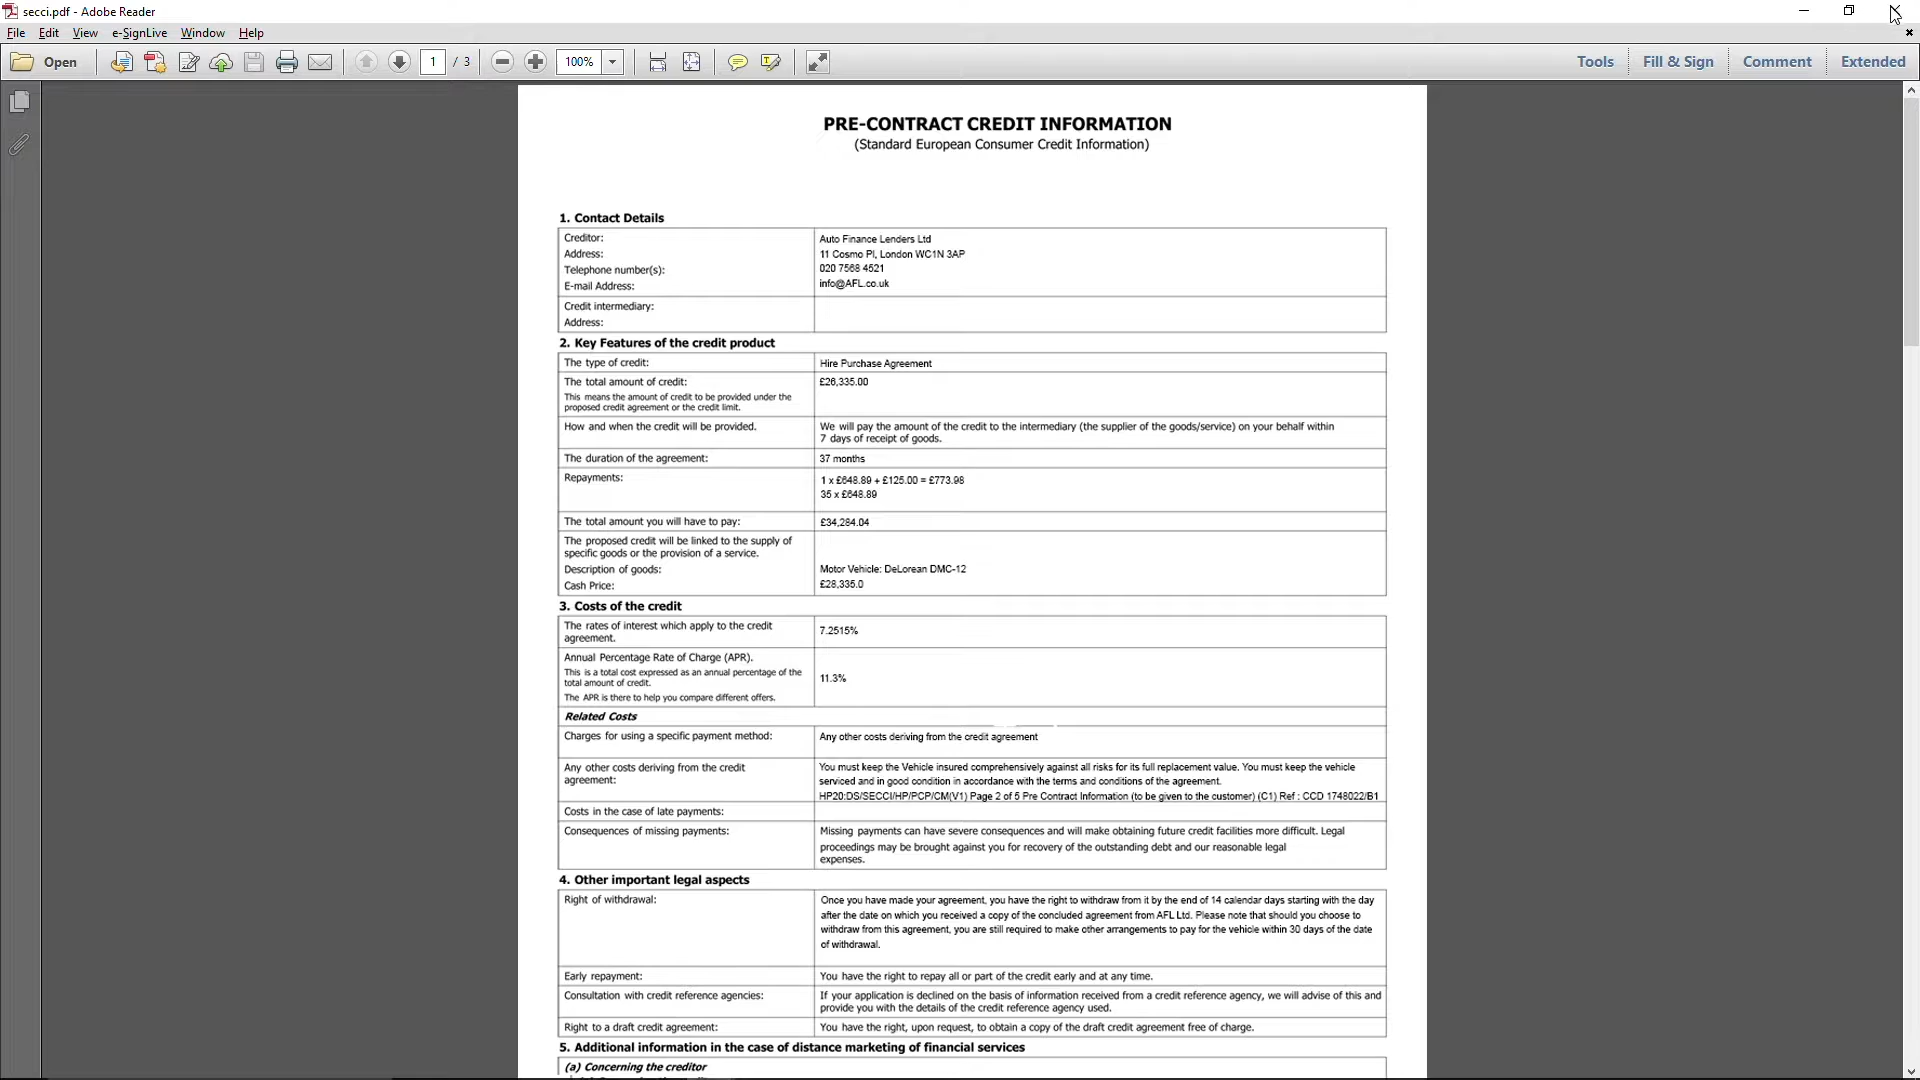 secci.pdf - Adobe Reader
File Edit View e-SignLive Window Help
Open 1 / 3 100% Tools Fill & Sign Comment Extended
PRE-CONTRACT CREDIT INFORMATION
(Standard European Consumer Credit Information)
1. Contact Details
Creditor: Auto Finance Lenders Ltd
Address: 11 Cosmo Pl, London WC1N 3AP
Telephone number(s): 020 7568 4521
E-mail Address: info@AFL.co.uk
Credit intermediary:
Address:
2. Key Features of the credit product
The type of credit: Hire Purchase Agreement
The total amount of credit: £26,335.00
This means the amount of credit to be provided under the
proposed credit agreement or the credit limit.
How and when the credit will be provided. We will pay the amount of the credit to the intermediary (the supplier of the goods/service) on your behalf within
7 days of receipt of goods.
The duration of the agreement: 37 months
Repayments: 1 x £648.89 + £125.00 = £773.98
35 x £648.89
The total amount you will have to pay: £34,284.04
The proposed credit will be linked to the supply of
specific goods or the provision of a service.
Description of goods: Motor Vehicle: DeLorean DMC-12
Cash Price: £28,335.0
3. Costs of the credit
The rates of interest which apply to the credit
agreement. 7.2515%
Annual Percentage Rate of Charge (APR).
This is a total cost expressed as an annual percentage of the
total amount of credit. 11.3%
The APR is there to help you compare different offers.
Related Costs
Charges for using a specific payment method: Any other costs deriving from the credit agreement
Any other costs deriving from the credit
agreement: You must keep the Vehicle insured comprehensively against all risks for its full replacement value. You must keep the vehicle
serviced and in good condition in accordance with the terms and conditions of the agreement.
HP20:DS/SECCI/HP/PCP/CM(V1) Page 2 of 5 Pre Contract Information (to be given to the customer) (C1) Ref : CCD 1748022/B1
Costs in the case of late payments:
Consequences of missing payments: Missing payments can have severe consequences and will make obtaining future credit facilities more difficult. Legal
proceedings may be brought against you for recovery of the outstanding debt and our reasonable legal
expenses.
4. Other important legal aspects
Right of withdrawal: Once you have made your agreement, you have the right to withdraw from it by the end of 14 calendar days starting with the day
after the date on which you received a copy of the concluded agreement from AFL Ltd. Please note that should you choose to
withdraw from this agreement, you are still required to make other arrangements to pay for the vehicle within 30 days of the date
of withdrawal.
Early repayment: You have the right to repay all or part of the credit early and at any time.
Consultation with credit reference agencies: If your application is declined on the basis of information received from a credit reference agency, we will advise of this and
provide you with the details of the credit reference agency used.
Right to a draft credit agreement: You have the right, upon request, to obtain a copy of the draft credit agreement free of charge.
5. Additional information in the case of distance marketing of financial services
(a) Concerning the creditor